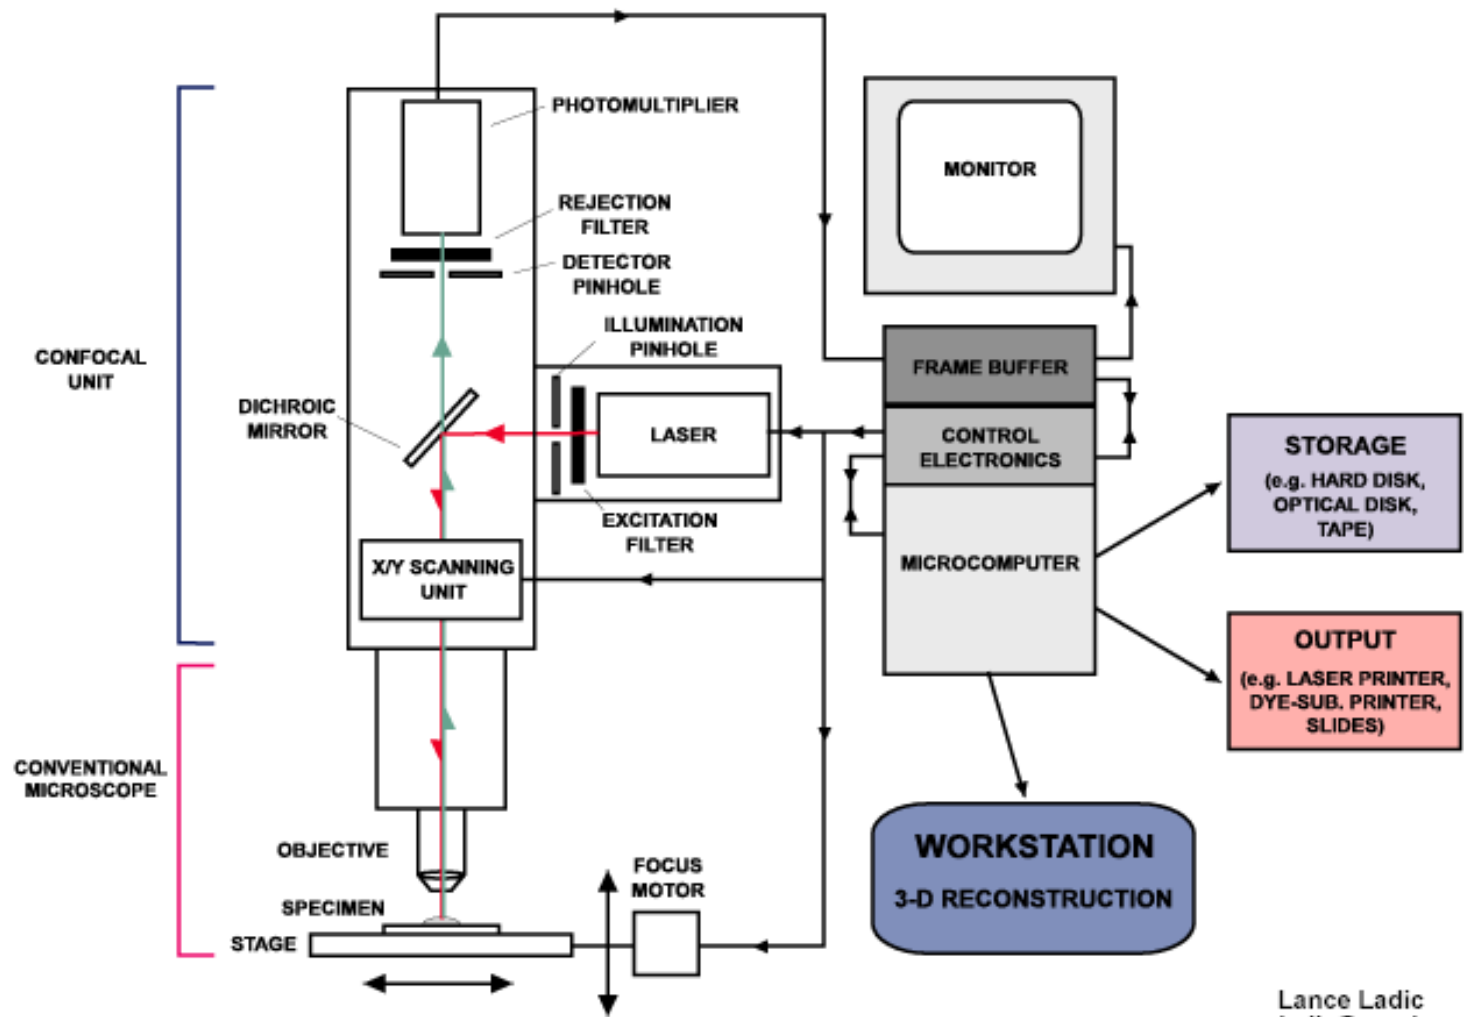 PHOTOMULTIPLIER
REJECTION
FILTER
DETECTOR
PINHOLE
ILLUMINATION
PINHOLE
CONFOCAL
UNIT
DICHROIC
MIRROR
LASER
EXCITATION
FILTER
X/Y SCANNING
UNIT
MONITOR
FRAME BUFFER
CONTROL
ELECTRONICS
MICROCOMPUTER
STORAGE
(e.g. HARD DISK,
OPTICAL DISK,
TAPE)
OUTPUT
(e.g. LASER PRINTER,
DYE-SUB. PRINTER,
SLIDES)
CONVENTIONAL
MICROSCOPE
OBJECTIVE
SPECIMEN
STAGE
FOCUS
MOTOR
WORKSTATION
3-D RECONSTRUCTION
Lance Ladic